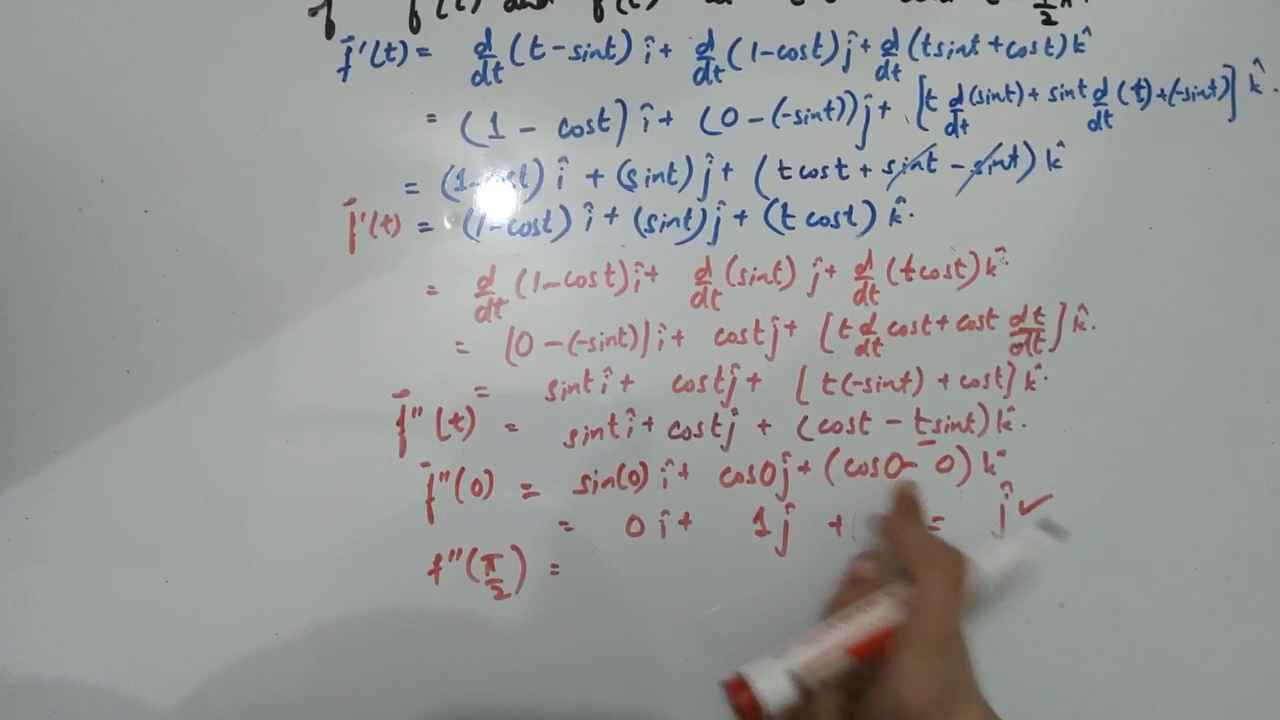 f'(t) = d/dt (t - sint) î + d/dt (1-cost) ĵ + d/dt (tsint + cost) k̂
= (1 - cost) î + (0 - (-sint)) ĵ + [t d/dt (sint) + sint d/dt (t) + (-sint)] k̂.
= (1-cost) î + (sint) ĵ + (t cost + sint - sint) k̂
f'(t) = (1-cost) î + (sint) ĵ + (t cost) k̂.
= d/dt (1-cost) î + d/dt (sint) ĵ + d/dt (tcost) k̂
= (0 - (-sint)) î + cost ĵ + [t d/dt cost + cost dt/dt] k̂.
= sint î + cost ĵ + [t(-sint) + cost] k̂.
f"(t) = sint î + cost ĵ + (cost - tsint) k̂.
f"(0) = sin(0) î + cos0 ĵ + (cos0 - 0) k̂
= 0 î + 1 ĵ + = ĵ ✓
f"(π/2) =